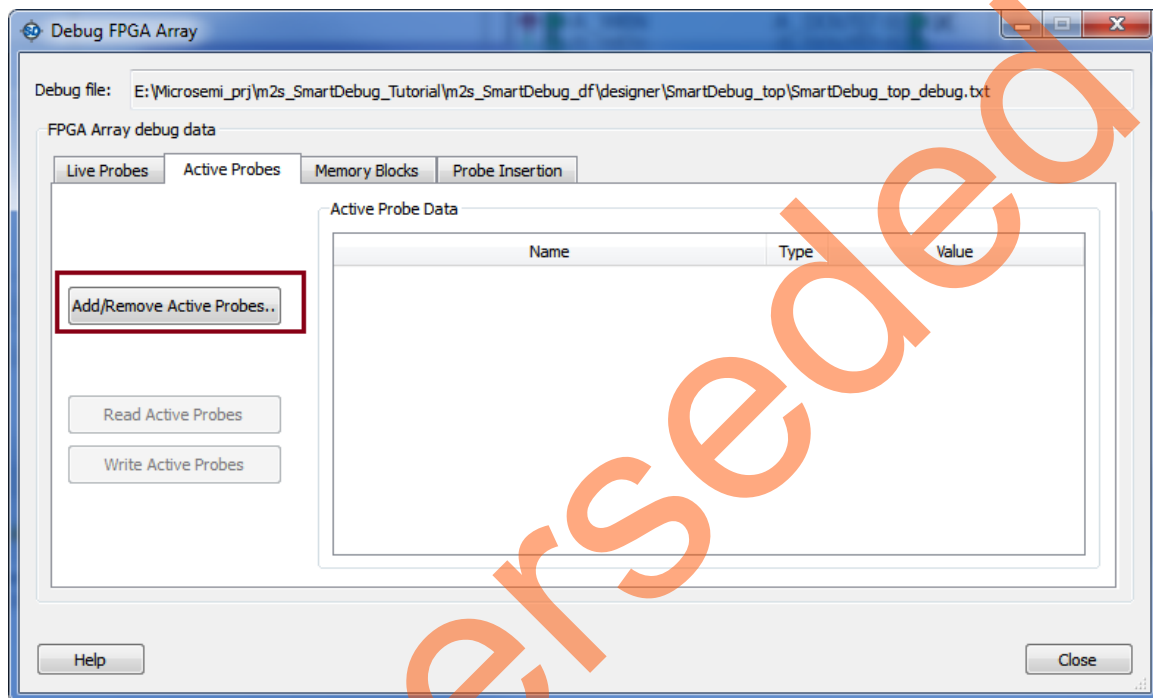 Debug FPGA Array
Debug file: E:\Microsemi_prj\m2s_SmartDebug_Tutorial\m2s_SmartDebug_df\designer\SmartDebug_top\SmartDebug_top_debug.txt
FPGA Array debug data
Live Probes Active Probes Memory Blocks Probe Insertion
Active Probe Data
Name Type Value
Add/Remove Active Probes..
Read Active Probes
Write Active Probes
Help Close
erseded